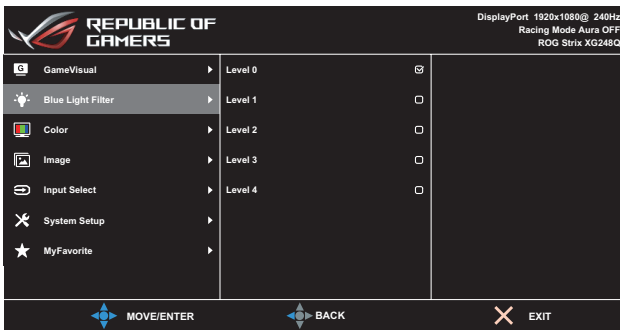 REPUBLIC OF
GAMERS
DisplayPort 1920x1080@ 240Hz
Racing Mode Aura OFF
ROG Strix XG248Q
G
GameVisual
Level 0
Blue Light Filter
Level 1
Color
Level 2
Image
Level 3
Input Select
Level 4
System Setup
MyFavorite
MOVE/ENTER
BACK
EXIT